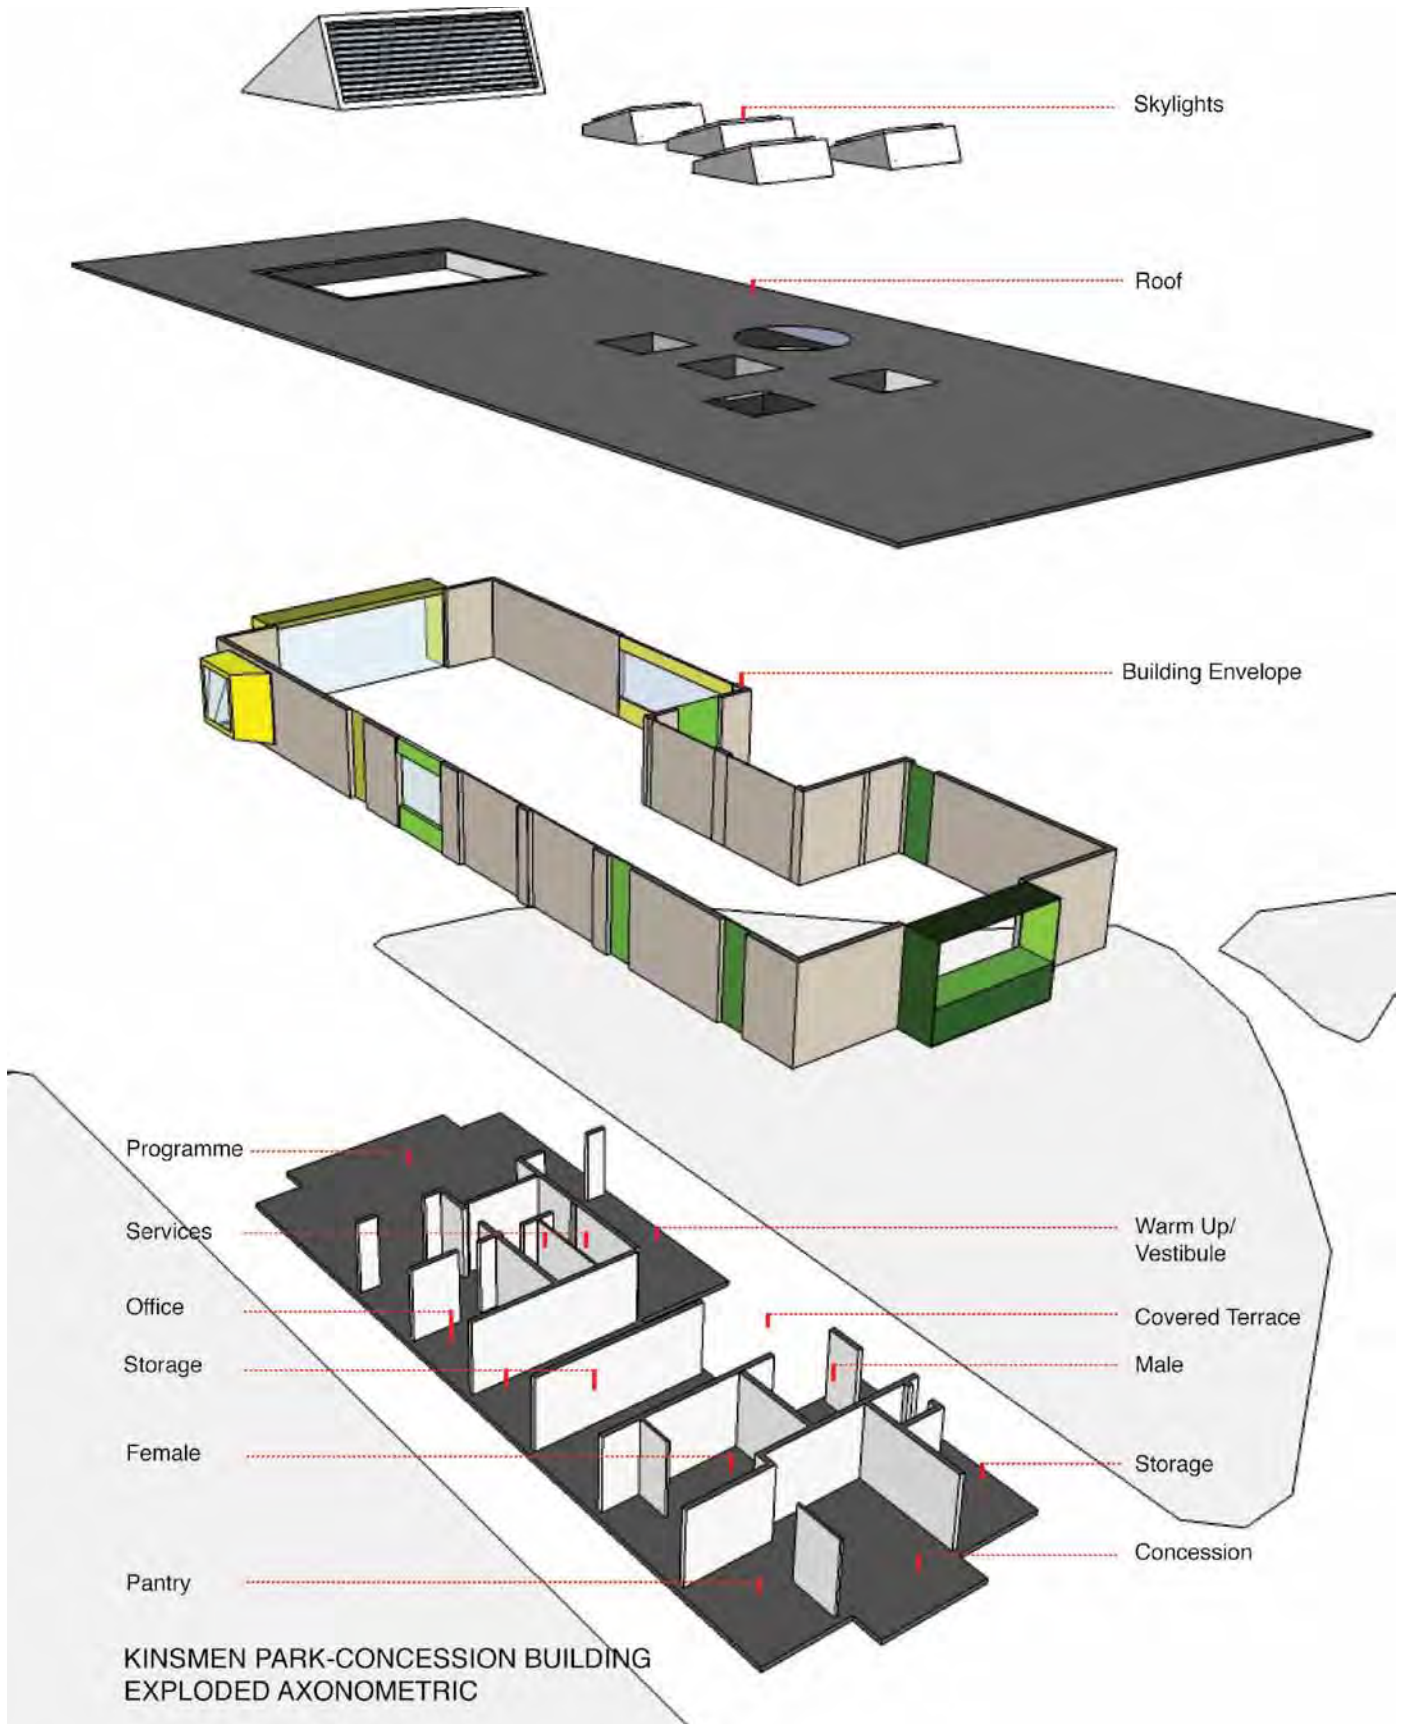 Skylights
Roof
Building Envelope
Programme
Services
Warm Up/
Vestibule
Office
Covered Terrace
Storage
Male
Female
Storage
Concession
Pantry
KINSMEN PARK-CONCESSION BUILDING
EXPLODED AXONOMETRIC